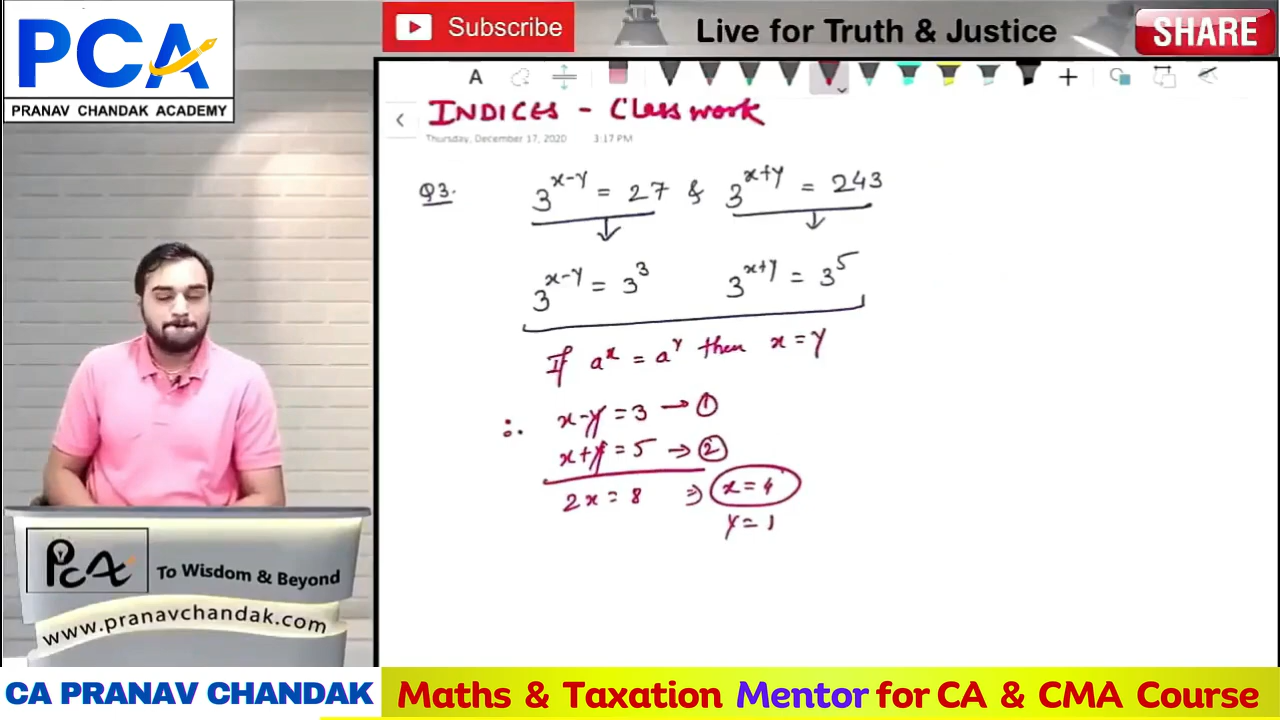 PCA
PRANAV CHANDAK ACADEMY
Subscribe
Live for Truth & Justice
SHARE
A
INDICES - Classwork
Thursday, December 17, 2020 3:17 PM
Q3. 3^{x-y} = 27 & 3^{x+y} = 243
3^{x-y} = 3^3 3^{x+y} = 3^5
If a^x = a^y then x = y
∴ x-y = 3 → ①
x+y = 5 → ②
2x = 8 ⇒ x = 4
y = 1
PCA To Wisdom & Beyond
www.pranavchandak.com
CA PRANAV CHANDAK
Maths & Taxation Mentor for CA & CMA Course